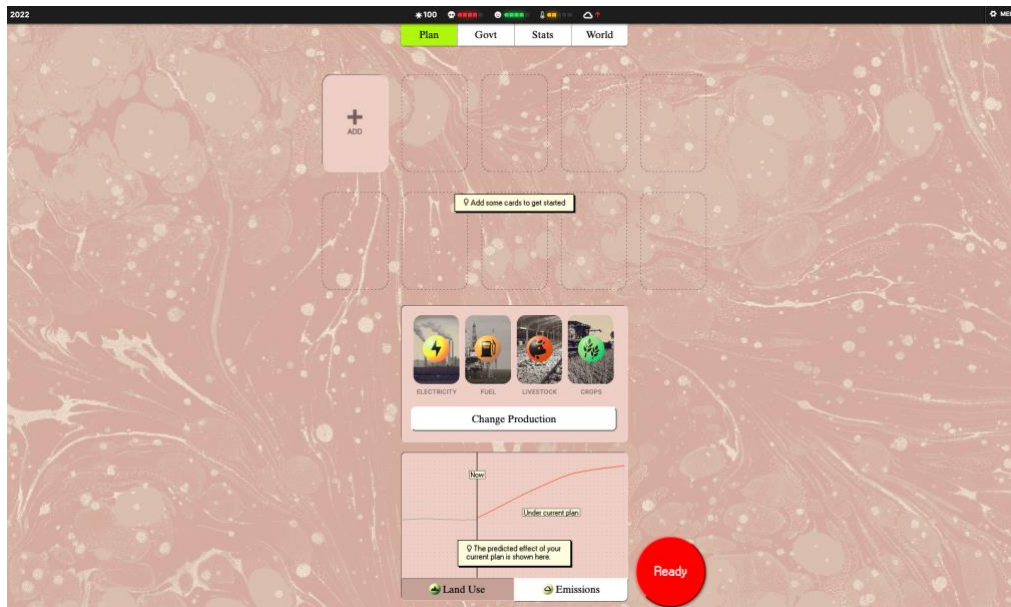 2022
100
MEN
Plan
Govt
Stats
World
ADD
Add some cards to get started
ELECTRICITY
FUEL
LIVESTOCK
CROPS
Change Production
Now
Under current plan
The predicted effect of your
current plan is shown here.
Ready
Land Use
Emissions